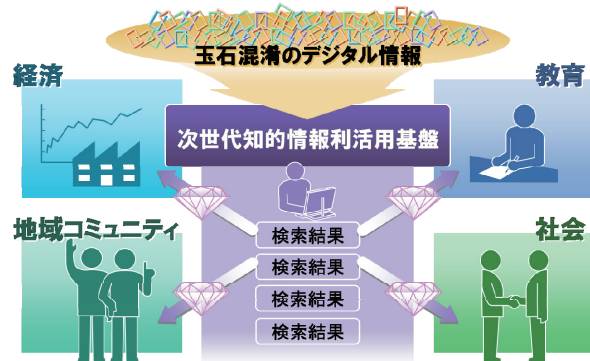 玉石混淆のデジタル情報
経済
教育
次世代知的情報利活用基盤
地域コミュニティ
社会
検索結果
検索結果
検索結果
検索結果